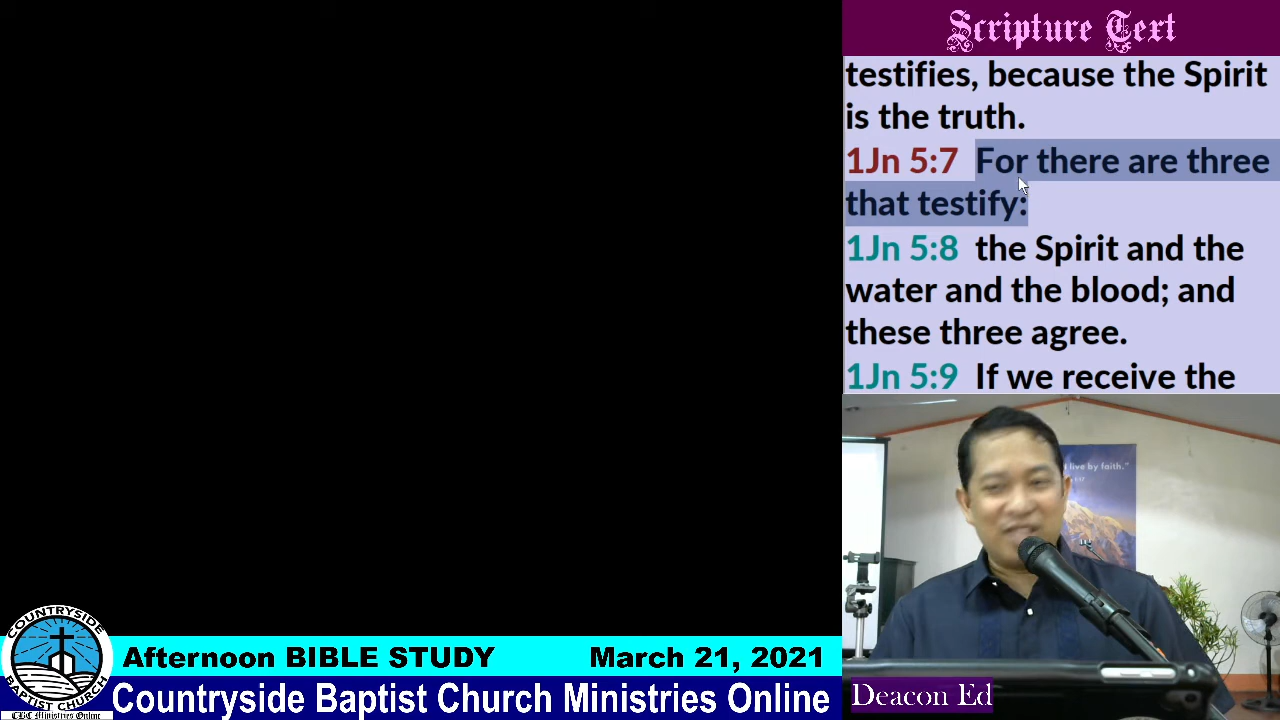 Scripture Text
testifies, because the Spirit
is the truth.
1Jn 5:7 For there are three
that testify:
1Jn 5:8 the Spirit and the
water and the blood; and
these three agree.
1Jn 5:9 If we receive the
live by faith."
COUNTRYSIDE
BAPTIST CHURCH
CBC Ministries Online
Afternoon BIBLE STUDY March 21, 2021
Countryside Baptist Church Ministries Online
Deacon Ed